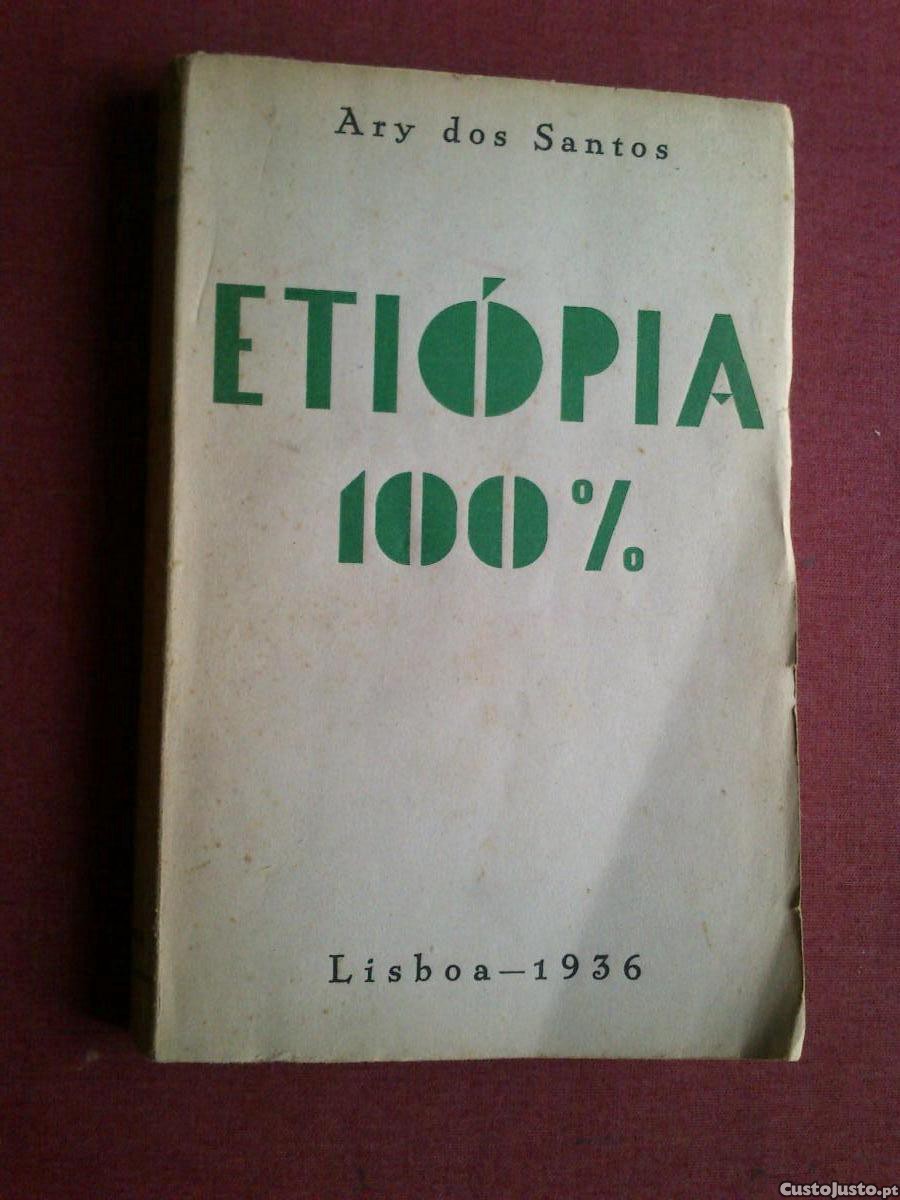 Ary dos Santos
ETIÓPIA
100%
Lisboa—1936
CustoJusto.pt